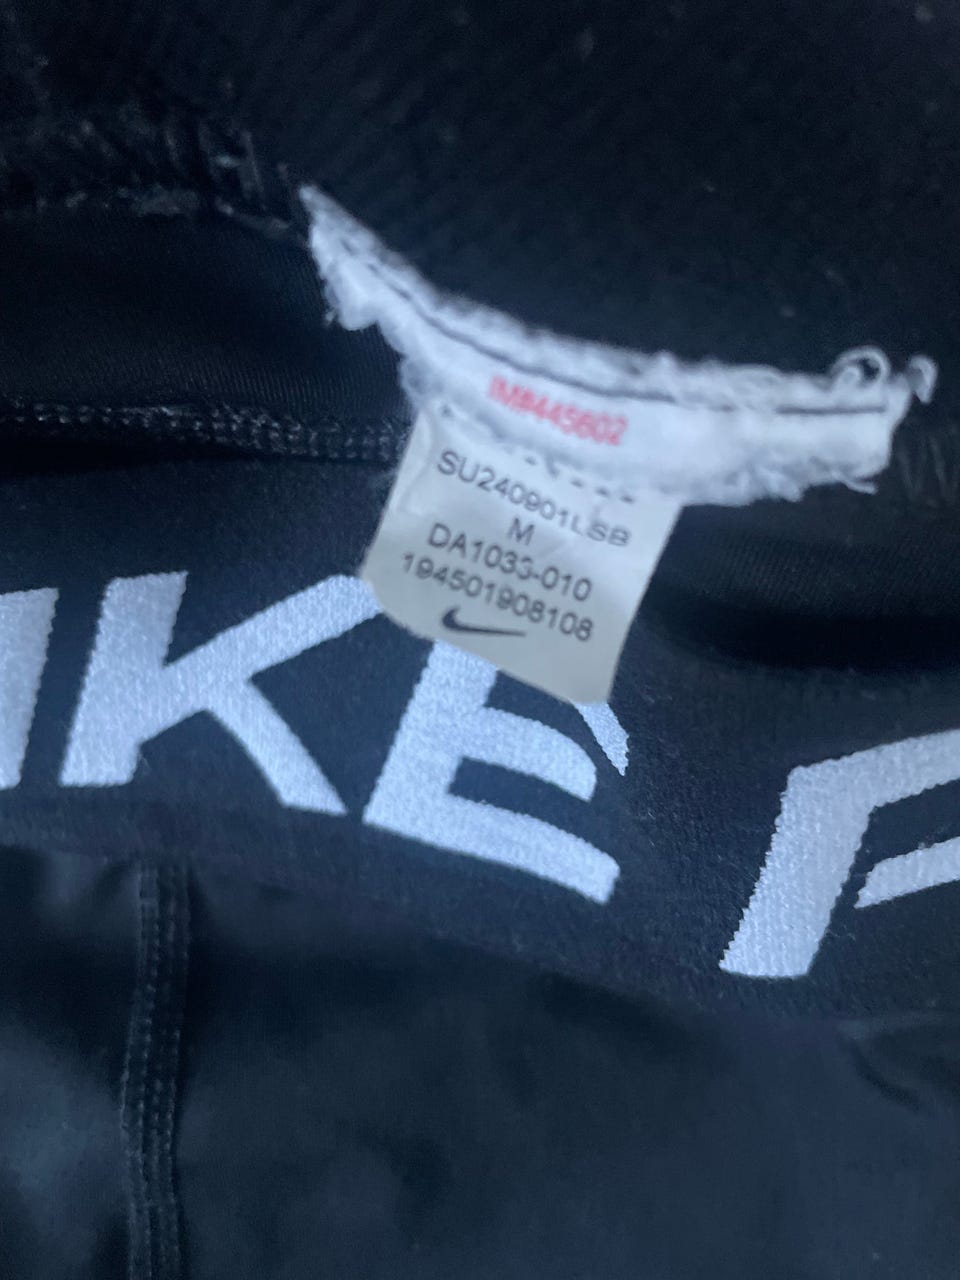 IM#445602
SU240901LSB
M
DA1033-010
194501908108
IKE P